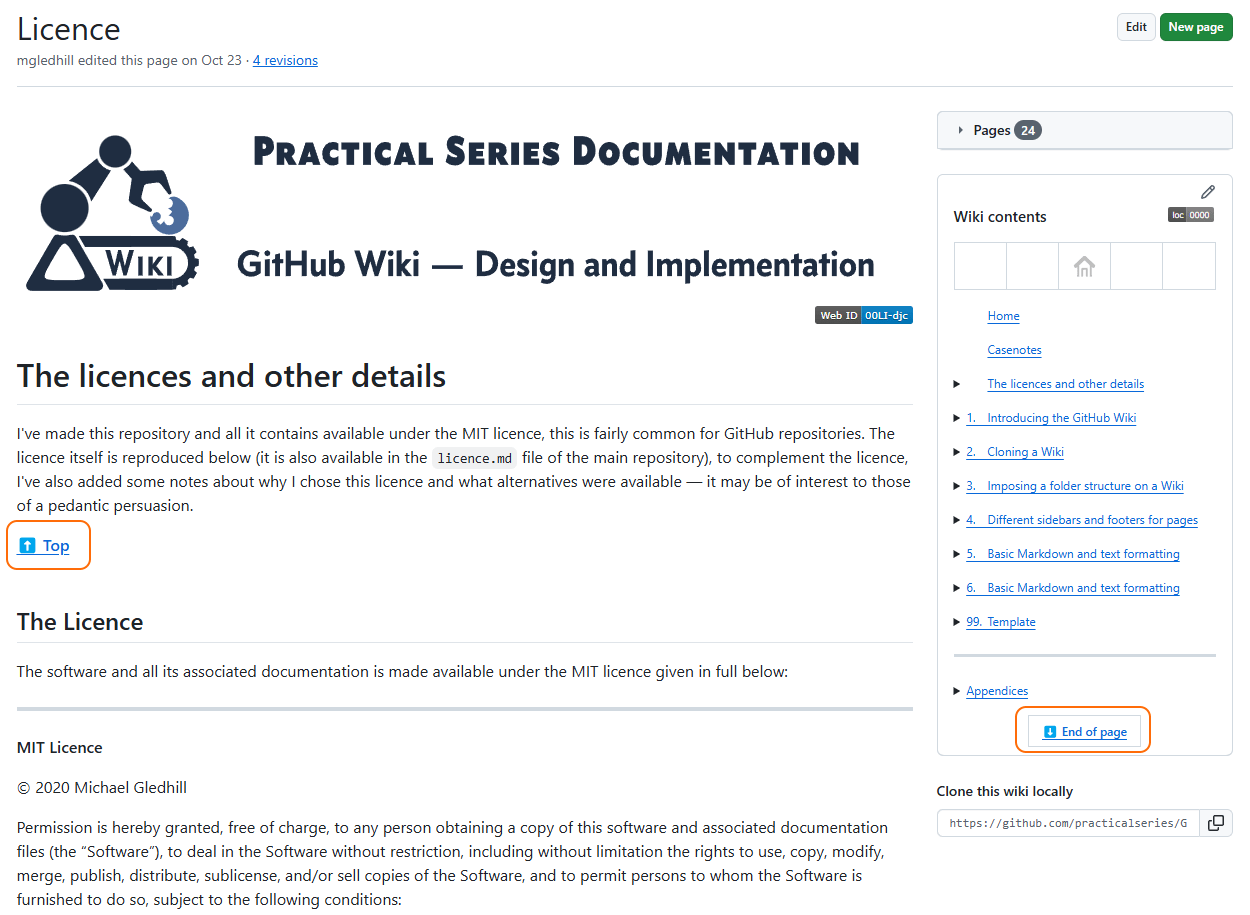 Licence
Edit
New page
mgledhill edited this page on Oct 23 · 4 revisions
PRACTICAL SERIES DOCUMENTATION
WIKI
GitHub Wiki — Design and Implementation
Web ID 00LI-djc
The licences and other details
I've made this repository and all it contains available under the MIT licence, this is fairly common for GitHub repositories. The
licence itself is reproduced below (it is also available in the licence.md file of the main repository), to complement the licence,
I've also added some notes about why I chose this licence and what alternatives were available — it may be of interest to those
of a pedantic persuasion.
Top
The Licence
The software and all its associated documentation is made available under the MIT licence given in full below:
MIT Licence
© 2020 Michael Gledhill
Permission is hereby granted, free of charge, to any person obtaining a copy of this software and associated documentation
files (the “Software”), to deal in the Software without restriction, including without limitation the rights to use, copy, modify,
merge, publish, distribute, sublicense, and/or sell copies of the Software, and to permit persons to whom the Software is
furnished to do so, subject to the following conditions:
Pages 24
Wiki contents
loc 0000
Home
Casenotes
The licences and other details
1. Introducing the GitHub Wiki
2. Cloning a Wiki
3. Imposing a folder structure on a Wiki
4. Different sidebars and footers for pages
5. Basic Markdown and text formatting
6. Basic Markdown and text formatting
99. Template
Appendices
End of page
Clone this wiki locally
https://github.com/practicalseries/G